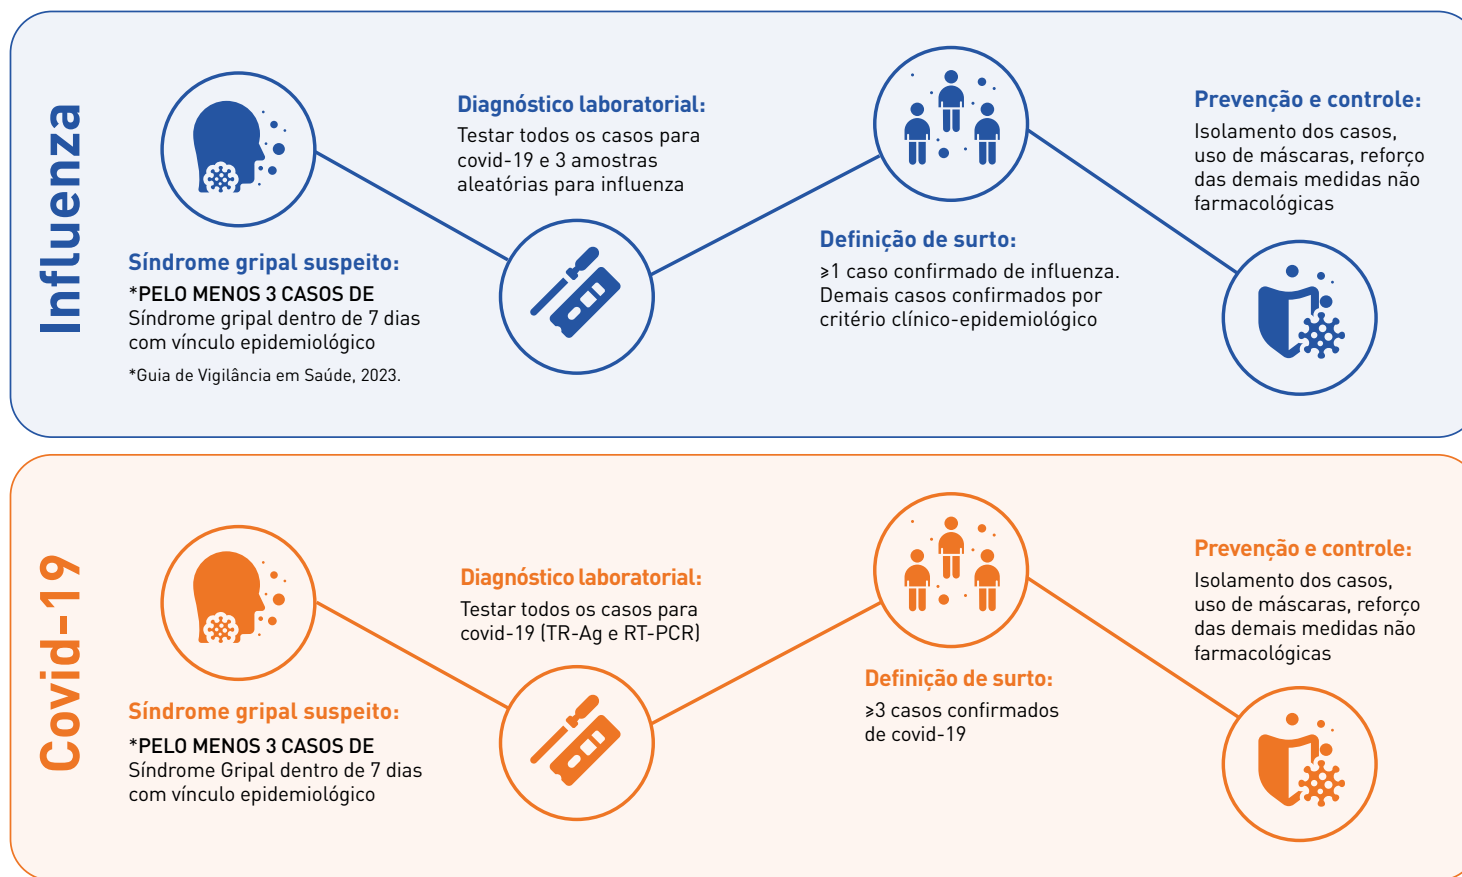 Influenza
Síndrome gripal suspeito:
*PELO MENOS 3 CASOS DE
Síndrome gripal dentro de 7 dias
com vínculo epidemiológico
*Guia de Vigilância em Saúde, 2023.
Diagnóstico laboratorial:
Testar todos os casos para
covid-19 e 3 amostras
aleatórias para influenza
Definição de surto:
≥1 caso confirmado de influenza.
Demais casos confirmados por
critério clínico-epidemiológico
Prevenção e controle:
Isolamento dos casos,
uso de máscaras, reforço
das demais medidas não
farmacológicas
Covid-19
Síndrome gripal suspeito:
*PELO MENOS 3 CASOS DE
Síndrome Gripal dentro de 7 dias
com vínculo epidemiológico
Diagnóstico laboratorial:
Testar todos os casos para
covid-19 (TR-Ag e RT-PCR)
Definição de surto:
≥3 casos confirmados
de covid-19
Prevenção e controle:
Isolamento dos casos,
uso de máscaras, reforço
das demais medidas não
farmacológicas